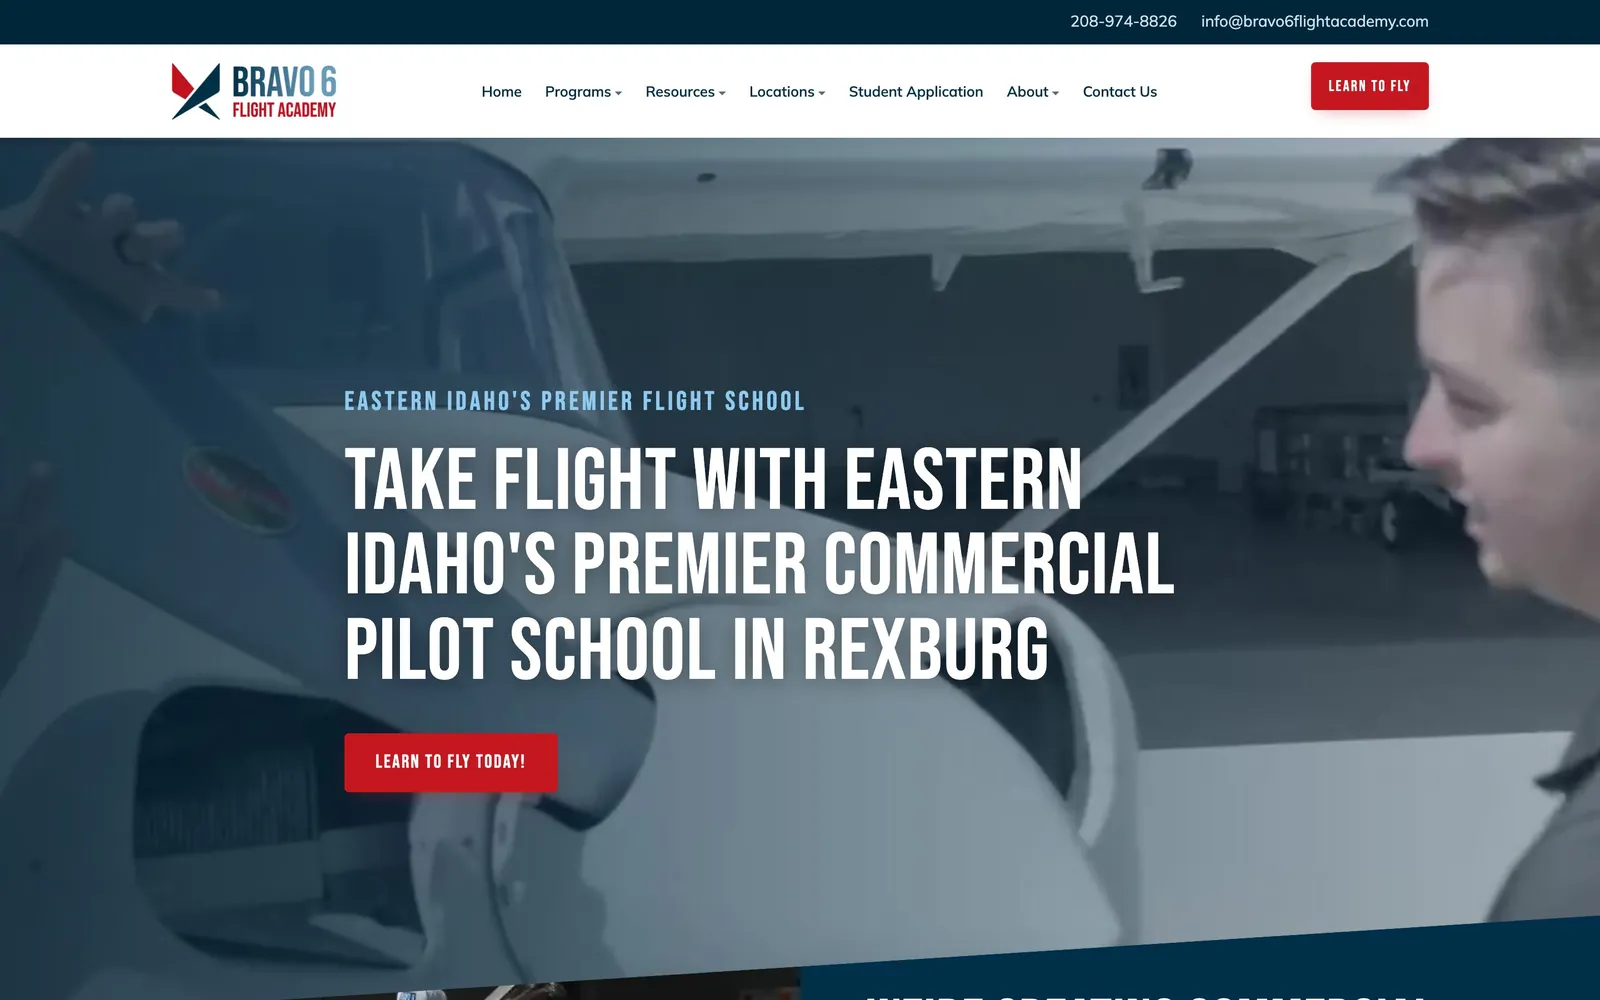 208-974-8826 info@bravo6flightacademy.com
BRAVO 6
FLIGHT ACADEMY
Home Programs Resources Locations Student Application About Contact Us
LEARN TO FLY
EASTERN IDAHO'S PREMIER FLIGHT SCHOOL
TAKE FLIGHT WITH EASTERN
IDAHO'S PREMIER COMMERCIAL
PILOT SCHOOL IN REXBURG
LEARN TO FLY TODAY!